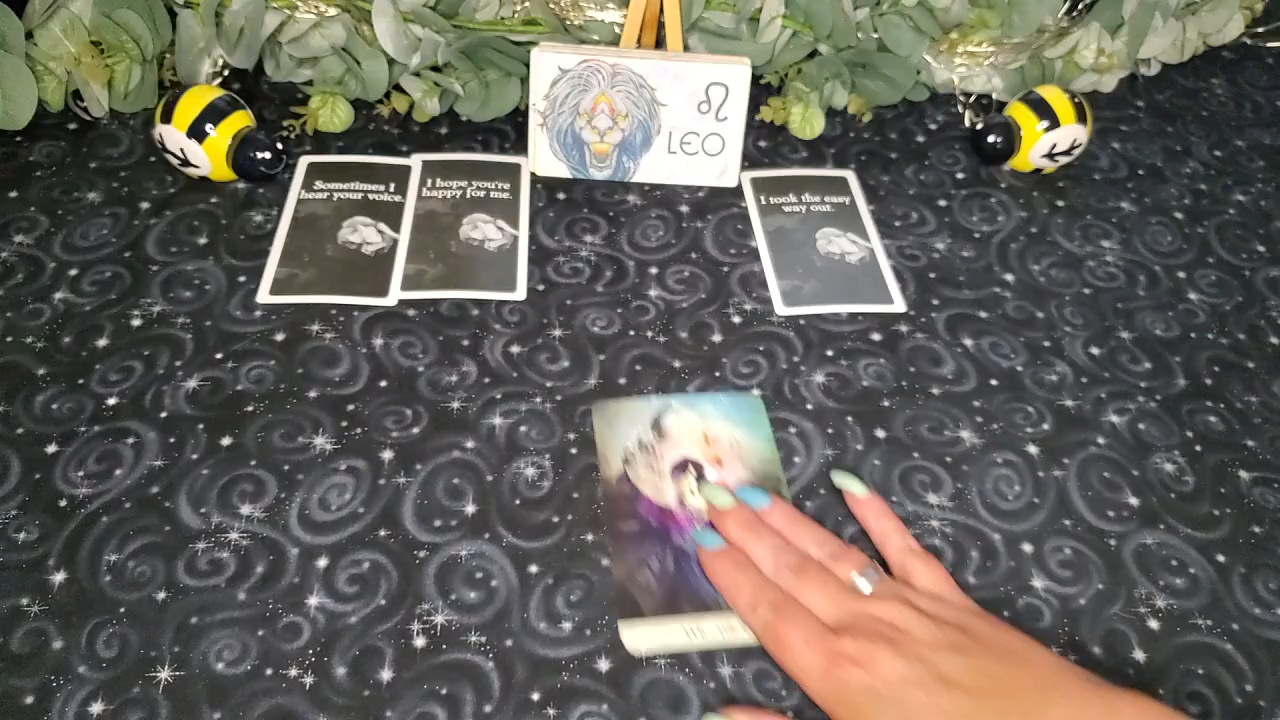 LEO
Sometimes I
hear your voice.
I hope you're
happy for me.
I took the easy
way out.